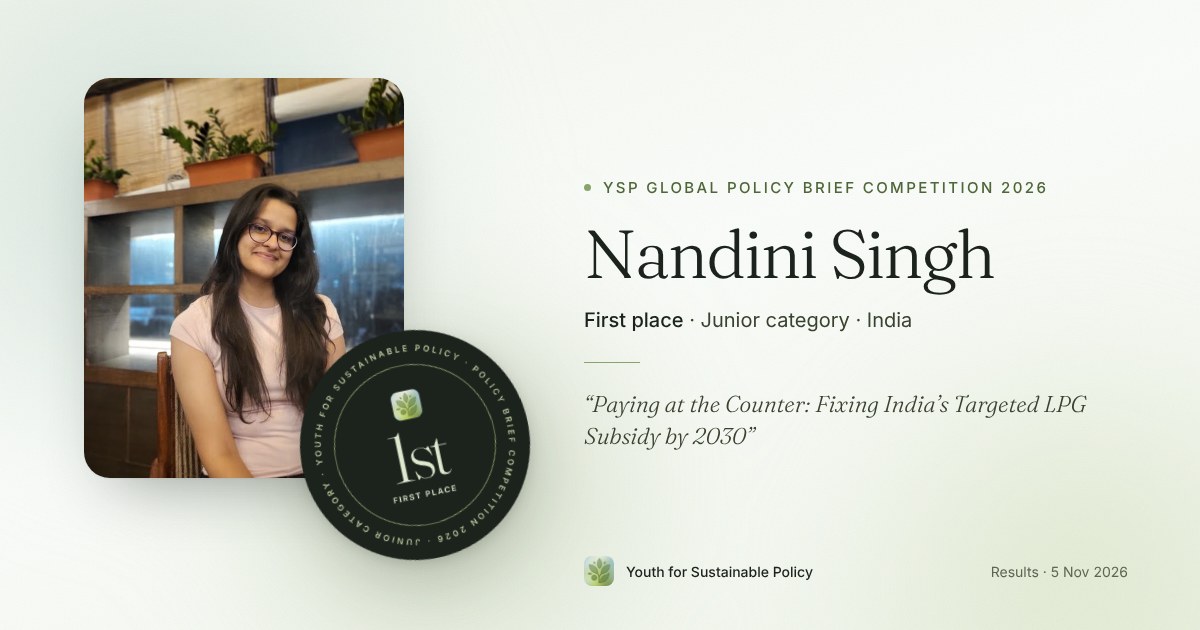 YSP GLOBAL POLICY BRIEF COMPETITION 2026
Nandini Singh
First place · Junior category · India
“Paying at the Counter: Fixing India’s Targeted LPG
Subsidy by 2030”
YOUTH FOR SUSTAINABLE POLICY · POLICY BRIEF COMPETITION 2026 · JUNIOR CATEGORY ·
1st
FIRST PLACE
Youth for Sustainable Policy
Results · 5 Nov 2026